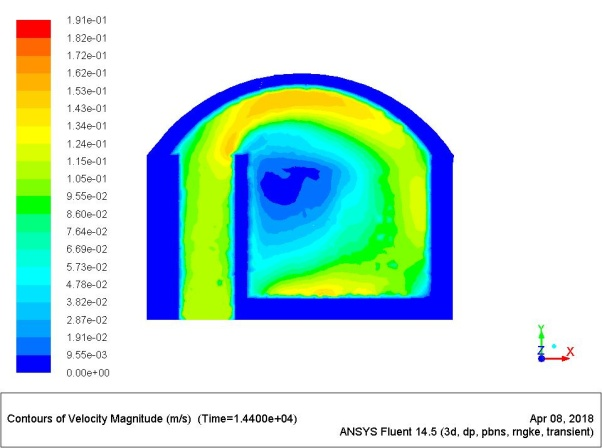 1.91e-01
1.82e-01
1.72e-01
1.62e-01
1.53e-01
1.43e-01
1.34e-01
1.24e-01
1.15e-01
1.05e-01
9.55e-02
8.60e-02
7.64e-02
6.69e-02
5.73e-02
4.78e-02
3.82e-02
2.87e-02
1.91e-02
9.55e-03
0.00e+00
Y
Z X
Contours of Velocity Magnitude (m/s) (Time=1.4400e+04)
Apr 08, 2018
ANSYS Fluent 14.5 (3d, dp, pbns, rngke, transient)